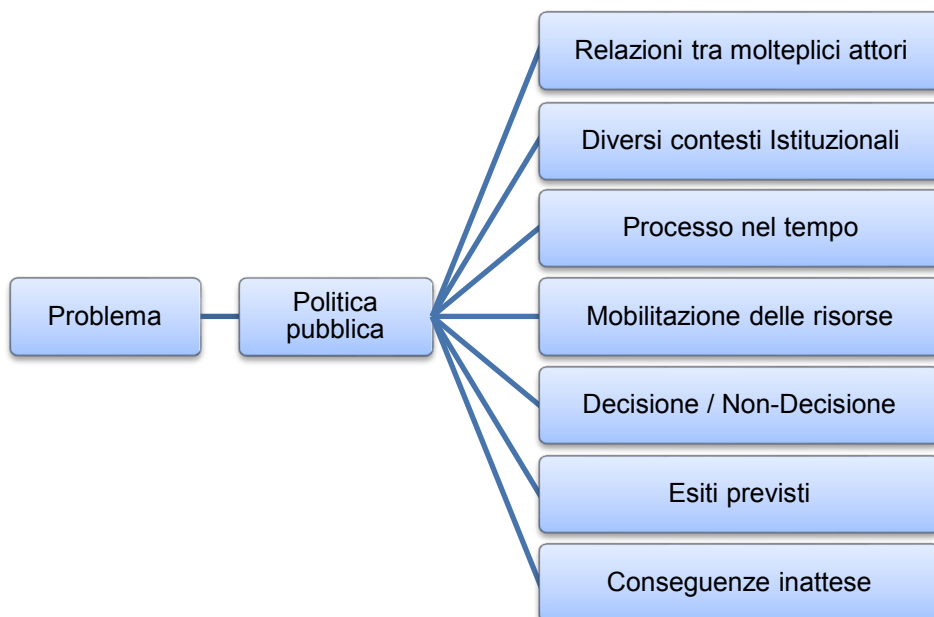 Relazioni tra molteplici attori
Diversi contesti Istituzionali
Processo nel tempo
Problema
Politica
pubblica
Mobilitazione delle risorse
Decisione / Non-Decisione
Esiti previsti
Conseguenze inattese